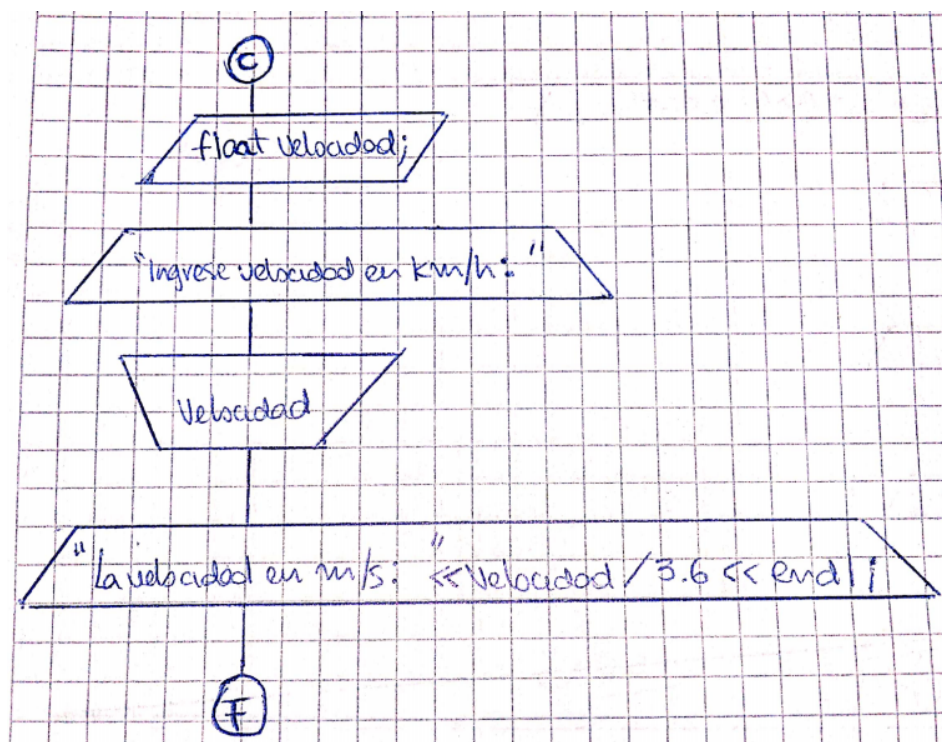 C
float Velocidad;
"Ingrese velocidad en km/h: "
Velocidad
"La velocidad en m/s: " << Velocidad / 3.6 << endl;
F